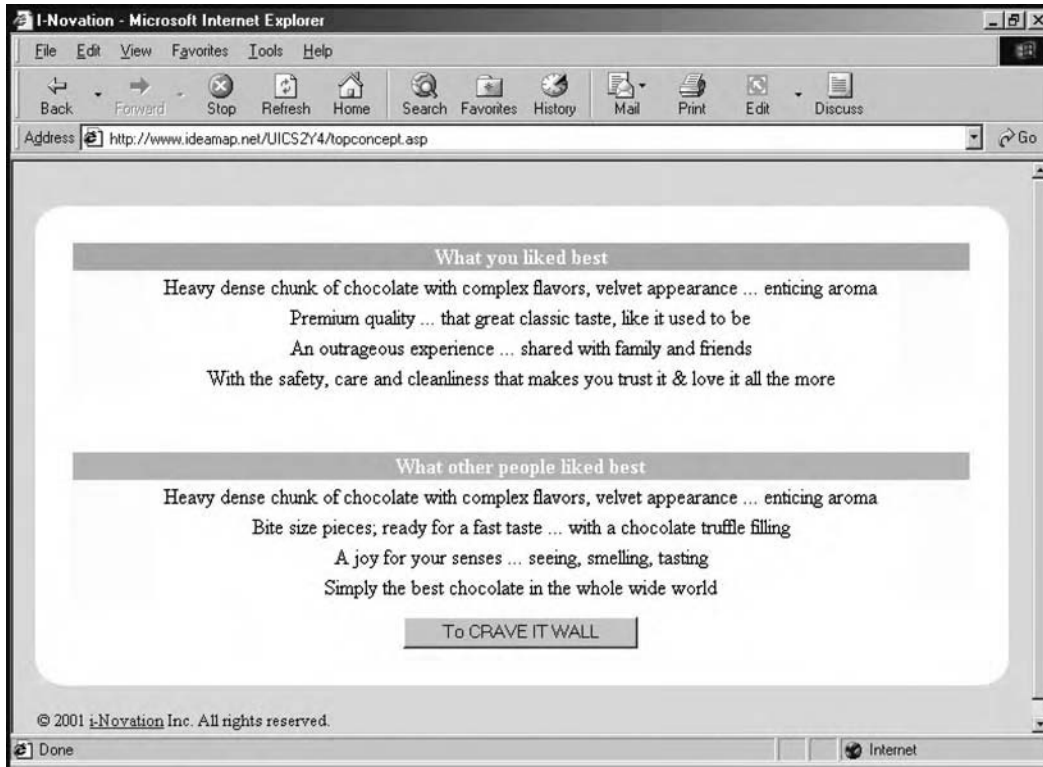 I-Novation - Microsoft Internet Explorer
File Edit View Favorites Tools Help
Back Forward Stop Refresh Home Search Favorites History Mail Print Edit Discuss
Address http://www.ideamap.net/UICS2Y4/topconcept.asp Go
What you liked best
Heavy dense chunk of chocolate with complex flavors, velvet appearance ... enticing aroma
Premium quality ... that great classic taste, like it used to be
An outrageous experience ... shared with family and friends
With the safety, care and cleanliness that makes you trust it & love it all the more
What other people liked best
Heavy dense chunk of chocolate with complex flavors, velvet appearance ... enticing aroma
Bite size pieces; ready for a fast taste ... with a chocolate truffle filling
A joy for your senses ... seeing, smelling, tasting
Simply the best chocolate in the whole wide world
To CRAVE IT WALL
© 2001 i-Novation Inc. All rights reserved.
Done Internet